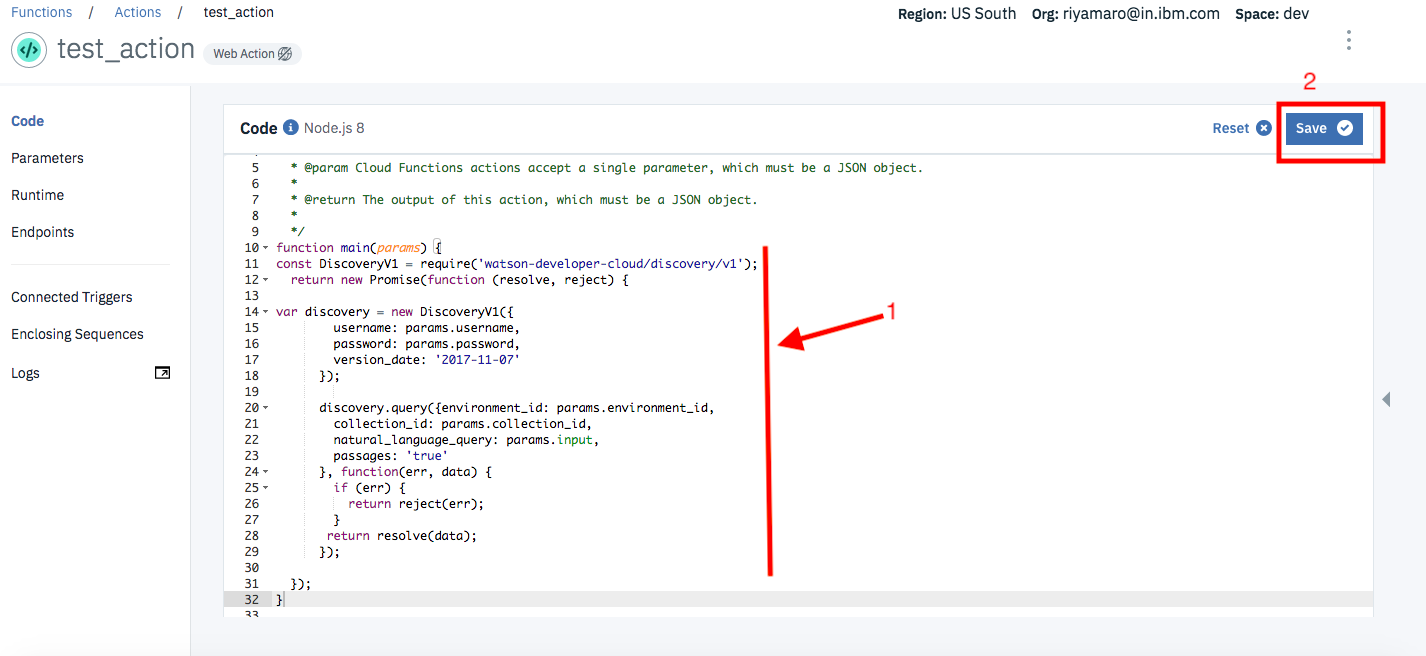 Functions / Actions / test_action
Region: US South Org: riyamaro@in.ibm.com Space: dev
</> test_action Web Action
2
Code
Parameters
Runtime
Endpoints
Connected Triggers
Enclosing Sequences
Logs
Code i Node.js 8
Reset Save
5 * @param Cloud Functions actions accept a single parameter, which must be a JSON object.
6 *
7 * @return The output of this action, which must be a JSON object.
8 *
9 */
10 function main(params) {
11 const DiscoveryV1 = require('watson-developer-cloud/discovery/v1');
12 return new Promise(function (resolve, reject) {
13
14 var discovery = new DiscoveryV1({
15 username: params.username,
16 password: params.password,
17 version_date: '2017-11-07'
18 });
19
20 discovery.query({environment_id: params.environment_id,
21 collection_id: params.collection_id,
22 natural_language_query: params.input,
23 passages: 'true'
24 }, function(err, data) {
25 if (err) {
26 return reject(err);
27 }
28 return resolve(data);
29 });
30
31 });
32 }
33
1